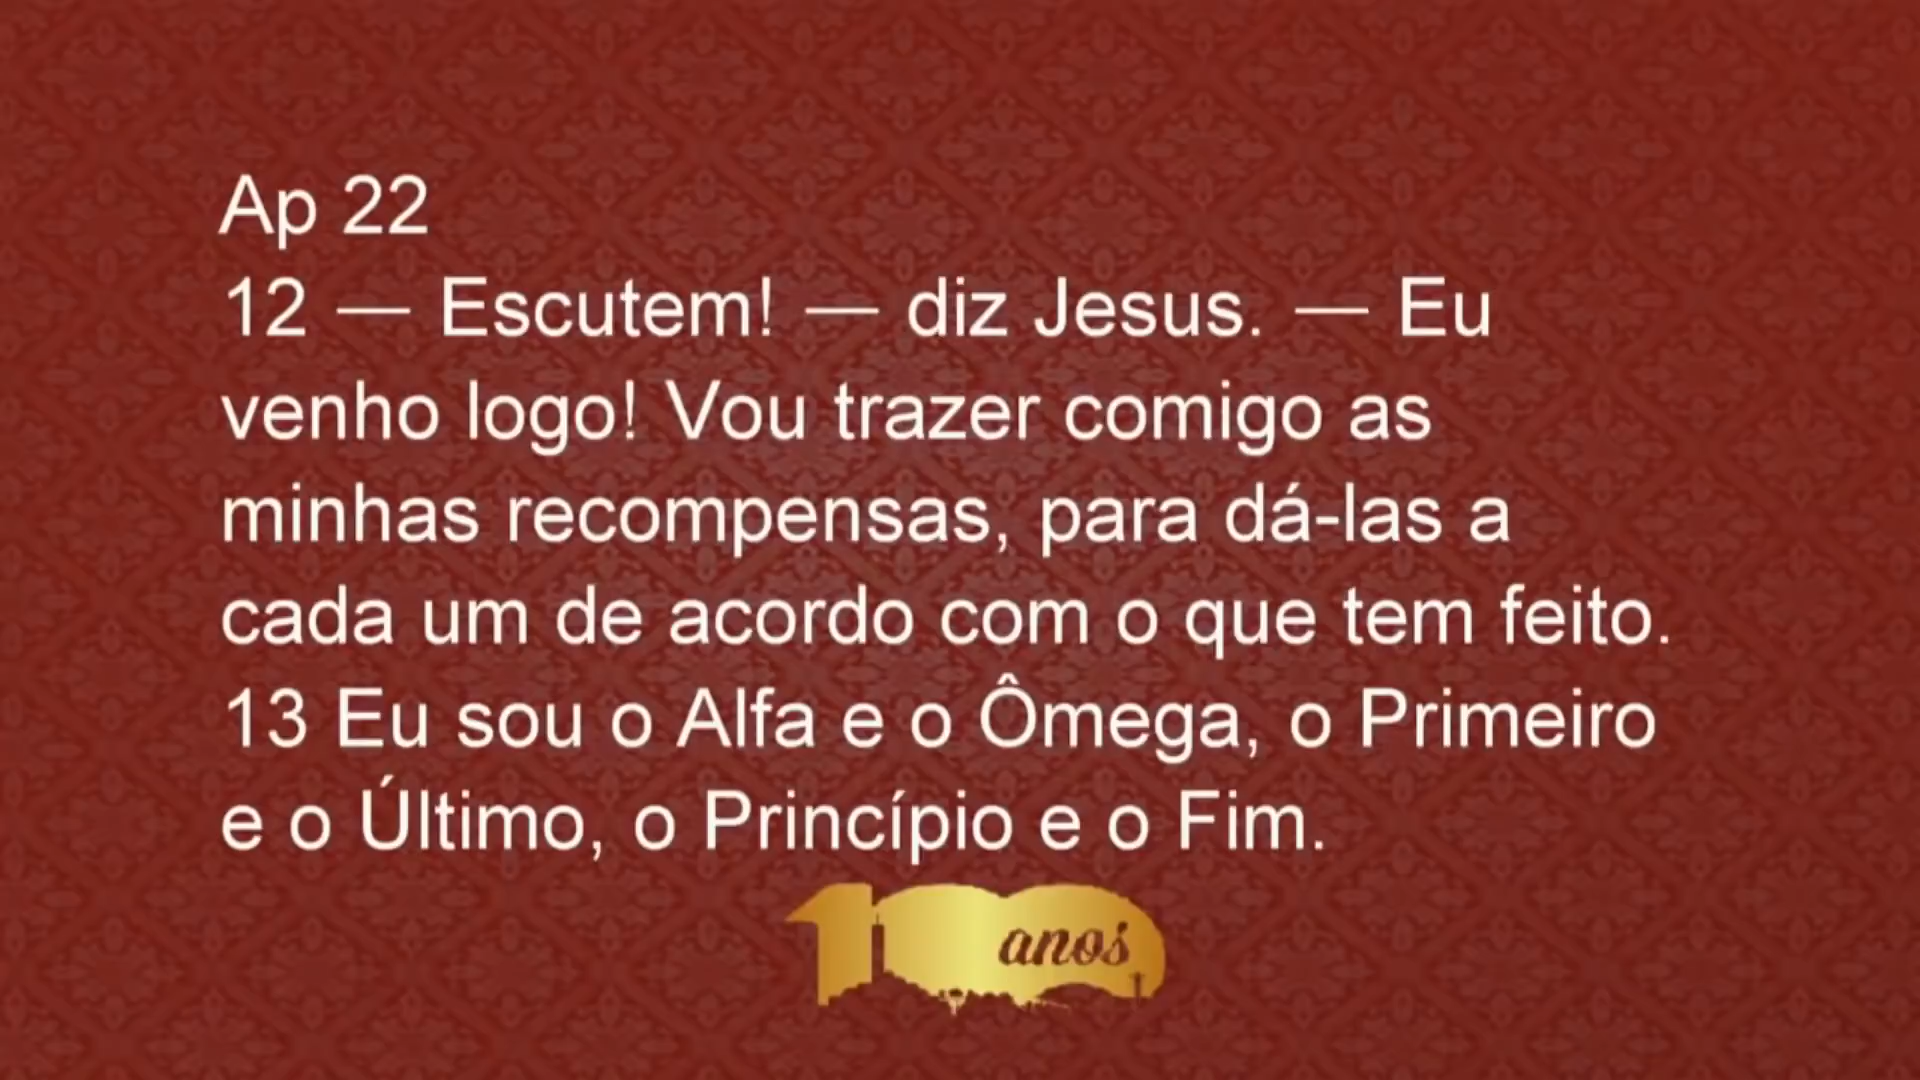 Ap 22
12 — Escutem! — diz Jesus. — Eu
venho logo! Vou trazer comigo as
minhas recompensas, para dá-las a
cada um de acordo com o que tem feito.
13 Eu sou o Alfa e o Ômega, o Primeiro
e o Último, o Princípio e o Fim.
100 anos